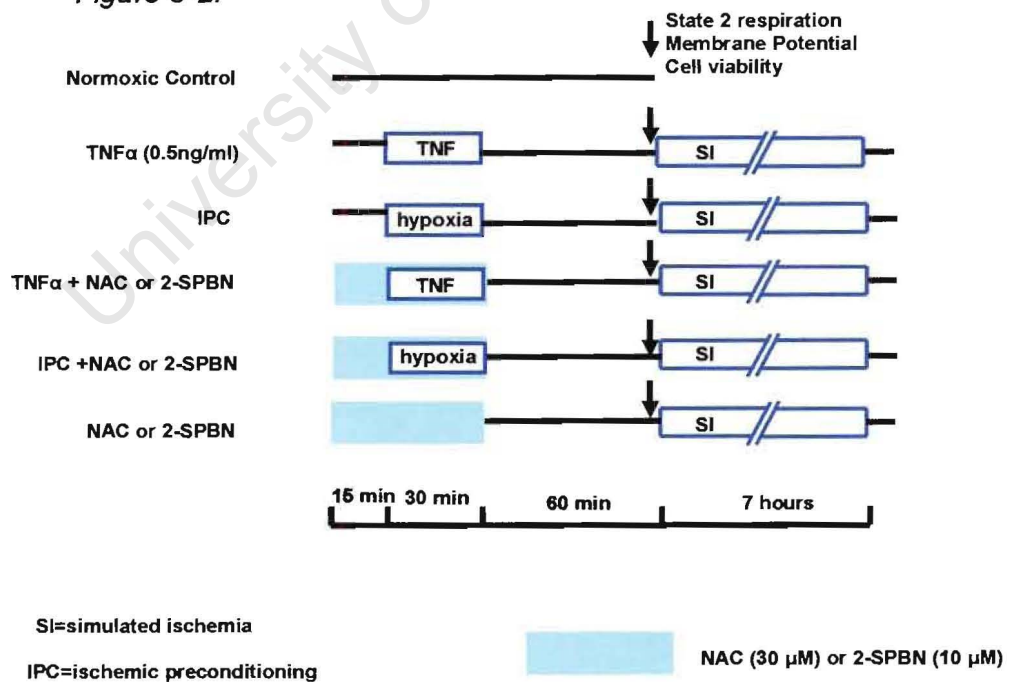 State 2 respiration
Membrane Potential
Cell viability
Normoxic Control
TNFα (0.5ng/ml) TNF SI
IPC hypoxia SI
TNFα + NAC or 2-SPBN TNF SI
IPC +NAC or 2-SPBN hypoxia SI
NAC or 2-SPBN SI
15 min 30 min 60 min 7 hours
SI=simulated ischemia
IPC=ischemic preconditioning
NAC (30 µM) or 2-SPBN (10 µM)
University